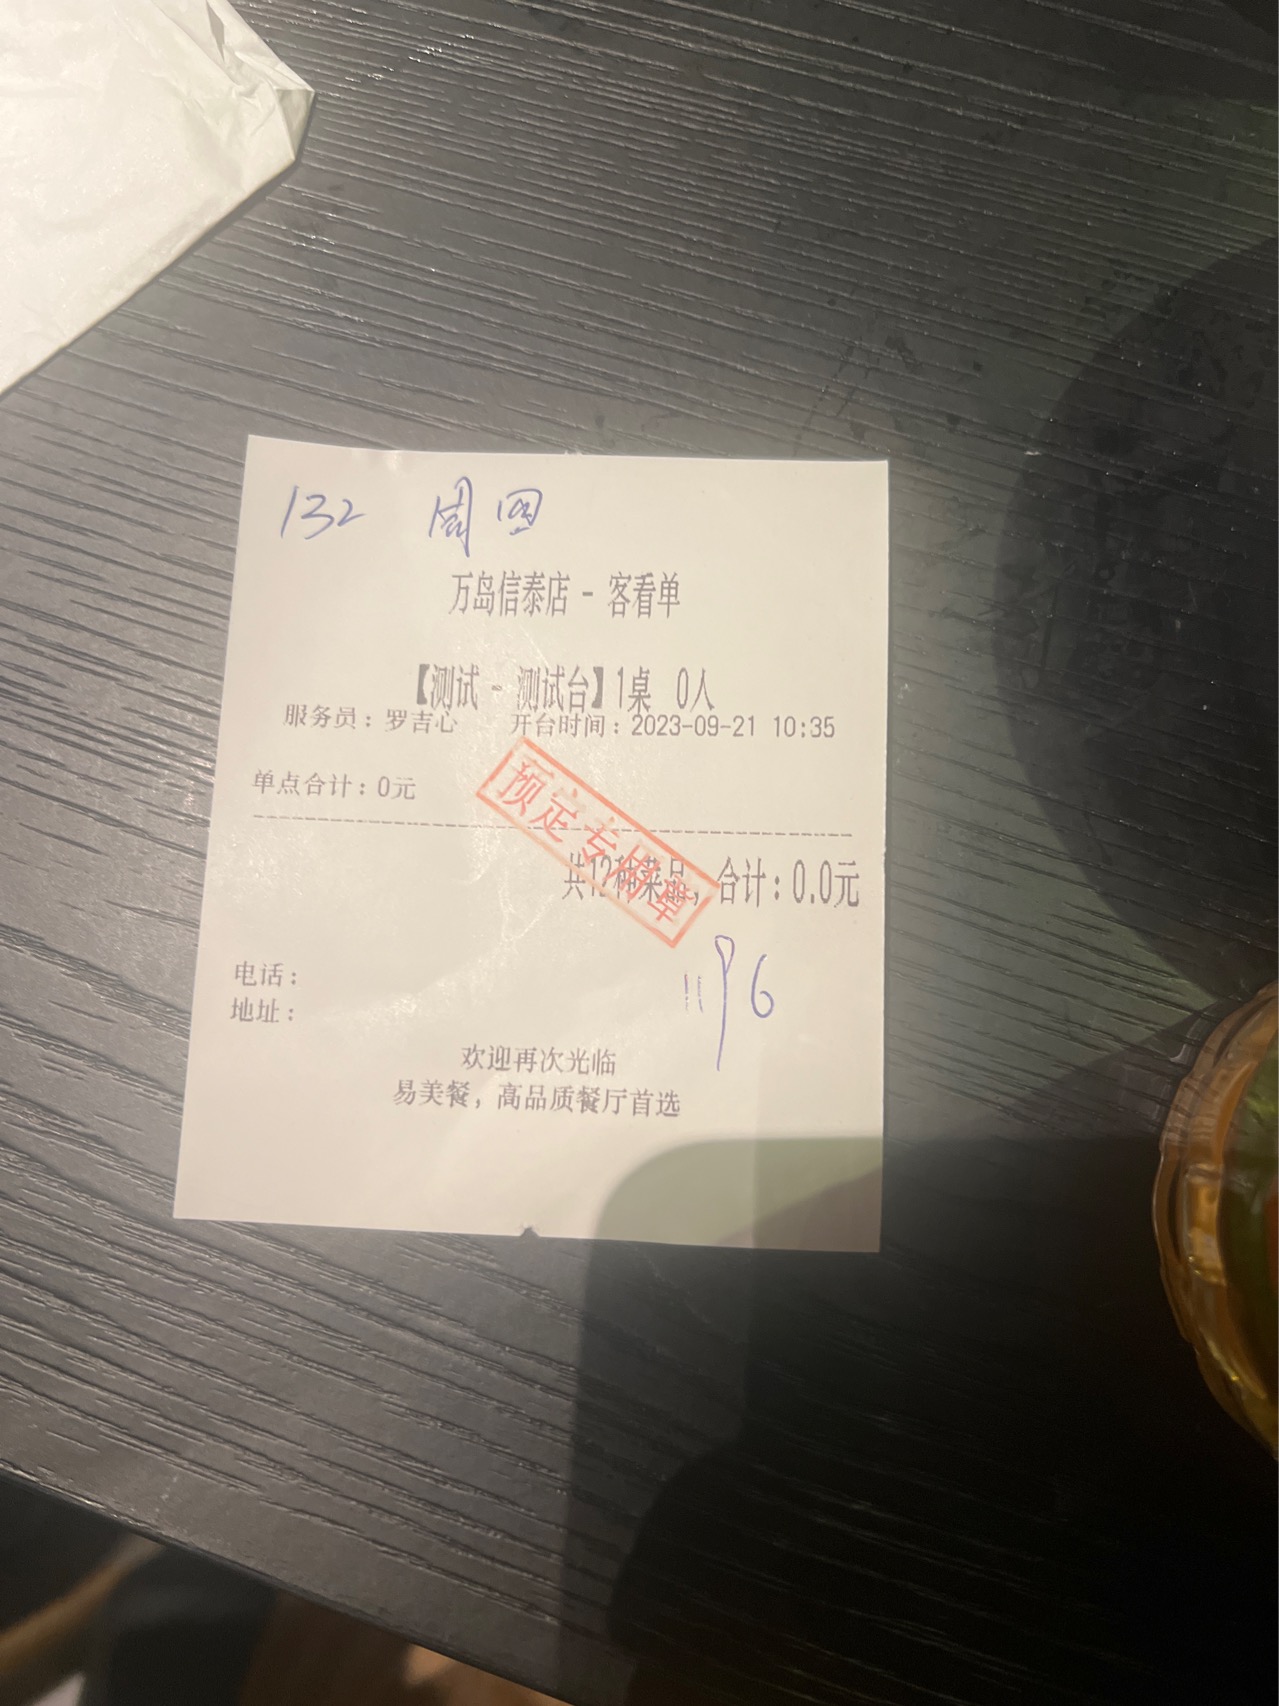 132 周四
万岛信泰店 - 客看单
【测试 - 测试台】1桌 0人
服务员：罗吉心 开台时间：2023-09-21 10:35
单点合计：0元
预定专用章
共12种菜品，合计：0.0元
电话：
地址：
欢迎再次光临
易美餐，高品质餐厅首选